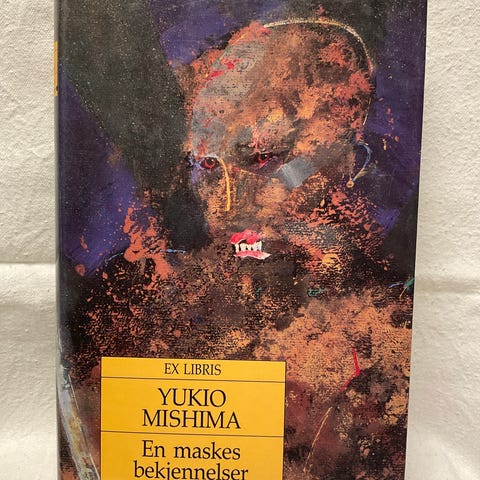 EX LIBRIS
YUKIO
MISHIMA
En maskes
bekjennelser